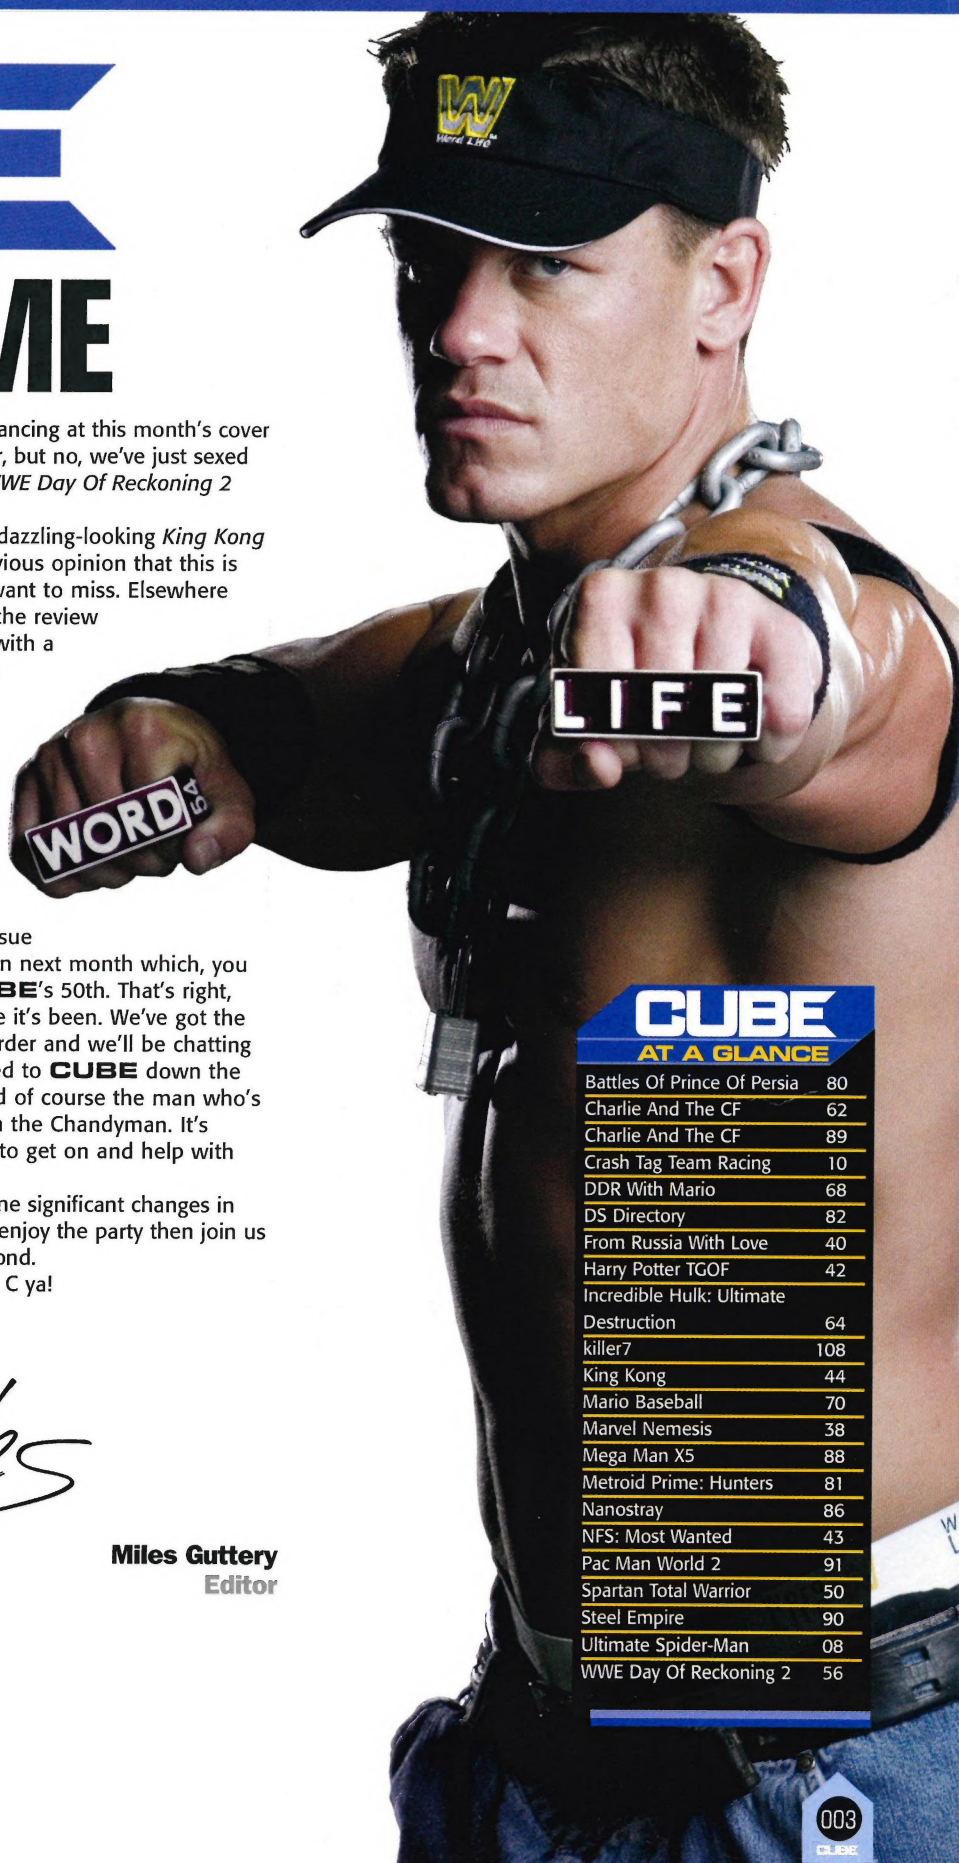 E
ME
ancing at this month's cover
r, but no, we've just sexed
WE Day Of Reckoning 2
dazzling-looking King Kong
vious opinion that this is
want to miss. Elsewhere
the review
with a
W
Word Life
LIFE
WORD
54
sue
n next month which, you
BE's 50th. That's right,
e it's been. We've got the
rder and we'll be chatting
d to CUBE down the
d of course the man who's
n the Chandyman. It's
to get on and help with
ne significant changes in
enjoy the party then join us
ond.
C ya!
Miles Guttery
Editor
CUBE
AT A GLANCE
Battles Of Prince Of Persia 80
Charlie And The CF 62
Charlie And The CF 89
Crash Tag Team Racing 10
DDR With Mario 68
DS Directory 82
From Russia With Love 40
Harry Potter TGOF 42
Incredible Hulk: Ultimate
Destruction 64
killer7 108
King Kong 44
Mario Baseball 70
Marvel Nemesis 38
Mega Man X5 88
Metroid Prime: Hunters 81
Nanostray 86
NFS: Most Wanted 43
Pac Man World 2 91
Spartan Total Warrior 50
Steel Empire 90
Ultimate Spider-Man 08
WWE Day Of Reckoning 2 56
W
L
003
CUBE